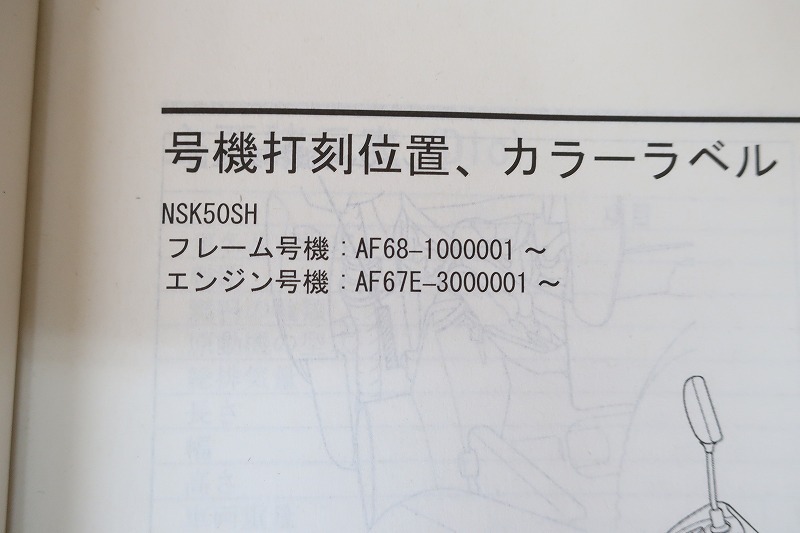 号機打刻位置、カラーラベル
NSK50SH
フレーム号機：AF68-1000001～
エンジン号機：AF67E-3000001～